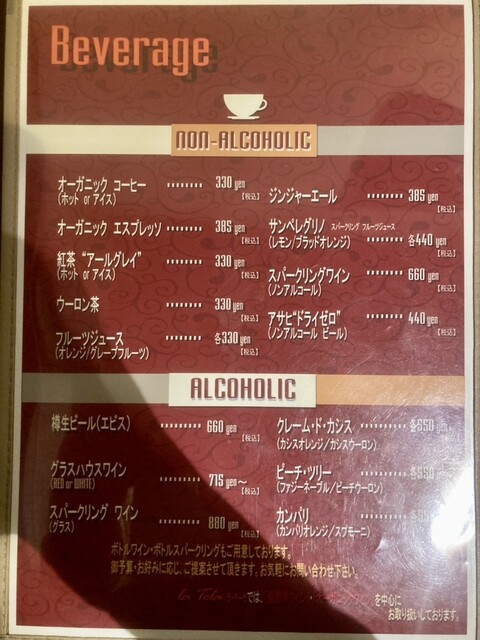 Beverage
NON-ALCOHOLIC
オーガニック コーヒー ........ 330 yen
(ホット or アイス) 【税込】
オーガニック エスプレッソ ........ 385 yen
【税込】
紅茶 “アールグレイ” ........ 330 yen
(ホット or アイス) 【税込】
ウーロン茶 ........ 330 yen
【税込】
フルーツジュース ........ 各330 yen
(オレンジ/グレープフルーツ) 【税込】
ジンジャーエール ........ 385 yen
【税込】
サンペレグリノ スパークリング フルーツジュース
(レモン/ブラッドオレンジ) ........ 各440 yen
【税込】
スパークリングワイン ........ 660 yen
(ノンアルコール) 【税込】
アサヒ“ドライゼロ” ........ 440 yen
(ノンアルコール ビール) 【税込】
ALCOHOLIC
樽生ビール(エビス) ........ 660 yen
【税込】
グラスハウスワイン ........ 715 yen～
(RED or WHITE) 【税込】
スパークリング ワイン ........ 880 yen
(グラス) 【税込】
クレーム・ド・カシス ........ 各550 yen
(カシスオレンジ/カシスウーロン)
ピーチ・ツリー ........ 各550 yen
(ファジーネーブル/ピーチウーロン)
カンパリ ........
(カンパリオレンジ/スプモーニ)
ボトルワイン・ボトルスパークリングもご用意しております。
御予算・お好みに応じ、ご提案させて頂きます。お気軽にお問い合わせ下さい。
では、 を中心に
お取り扱いしております。